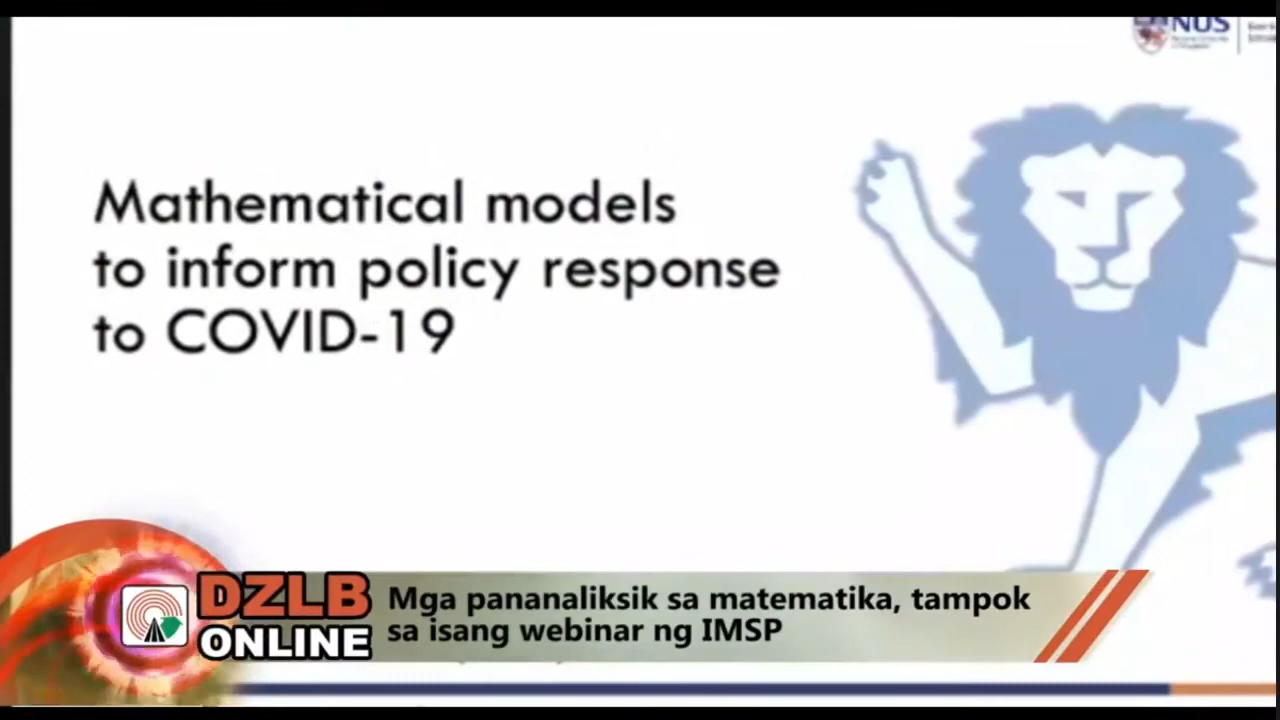 NUS
Mathematical models
to inform policy response
to COVID-19
DZLB
ONLINE
Mga pananaliksik sa matematika, tampok
sa isang webinar ng IMSP